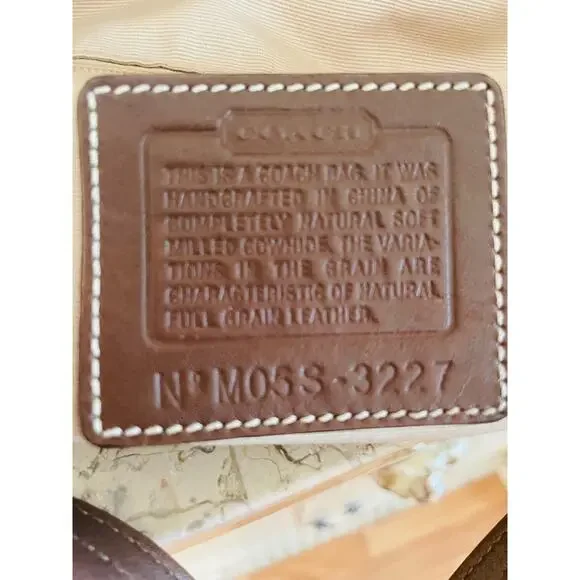 COACH
THIS IS A COACH BAG. IT WAS
HANDCRAFTED IN CHINA OF
COMPLETELY NATURAL SOFT
MILLED COWHIDE. THE VARIA-
TIONS IN THE GRAIN ARE
CHARACTERISTIC OF NATURAL
FULL GRAIN LEATHER.
Nº M05S-3227